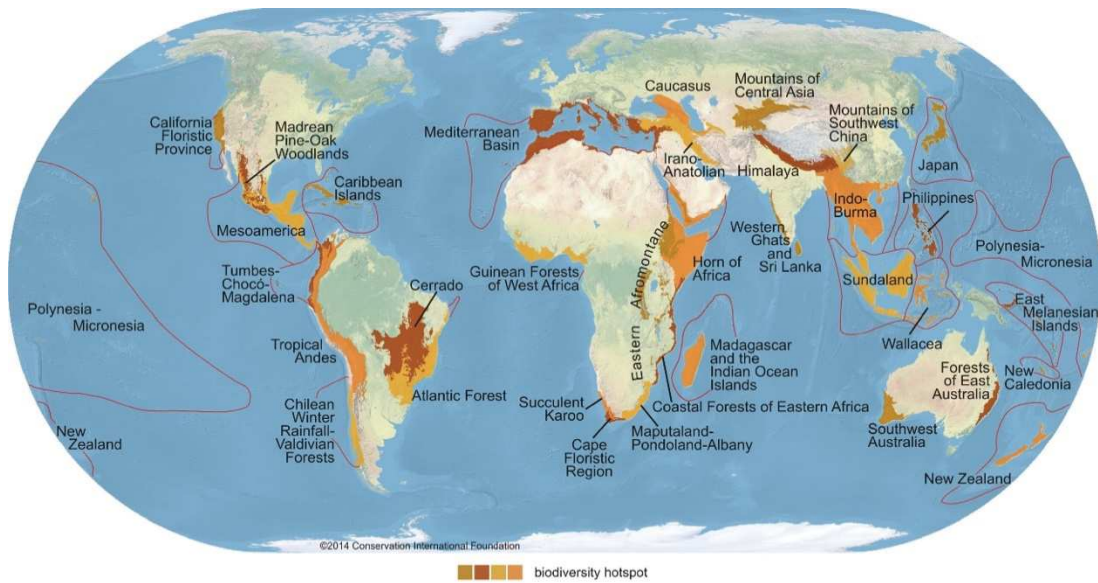 California
Floristic
Province
Madrean
Pine-Oak
Woodlands
Caribbean
Islands
Mesoamerica
Tumbes-
Chocó-
Magdalena
Polynesia -
Micronesia
Tropical
Andes
Cerrado
Atlantic Forest
Chilean
Winter
Rainfall-
Valdivian
Forests
New
Zealand
Mediterranean
Basin
Caucasus
Irano-
Anatolian
Mountains of
Central Asia
Mountains of
Southwest
China
Himalaya
Japan
Indo-
Burma
Philippines
Western
Ghats
and
Sri Lanka
Polynesia-
Micronesia
Guinean Forests
of West Africa
Eastern Afromontane
Horn of
Africa
Sundaland
East
Melanesian
Islands
Wallacea
Madagascar
and the
Indian Ocean
Islands
Coastal Forests of Eastern Africa
Succulent
Karoo
Cape
Floristic
Region
Maputaland-
Pondoland-Albany
Forests
of East
Australia
New
Caledonia
Southwest
Australia
New Zealand
©2014 Conservation International Foundation
biodiversity hotspot